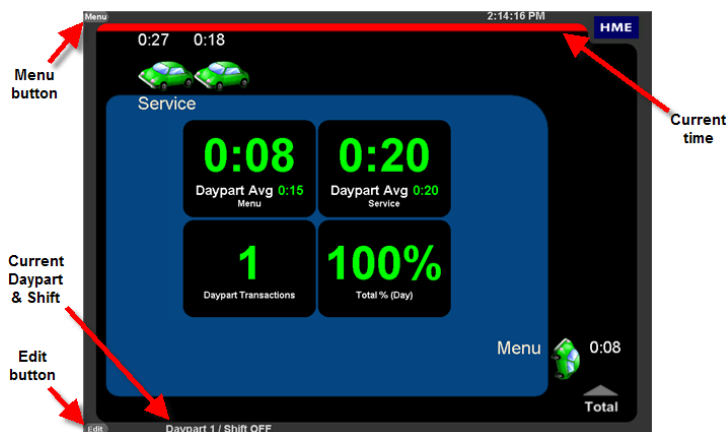 Menu
2:14:16 PM
HME
0:27 0:18
Menu
button
Service
Current
time
0:08
Daypart Avg 0:15
Menu
0:20
Daypart Avg 0:20
Service
1
Daypart Transactions
100%
Total % (Day)
Current
Daypart
& Shift
Menu 0:08
Edit
button
Total
Edit
Daypart 1 / Shift OFF